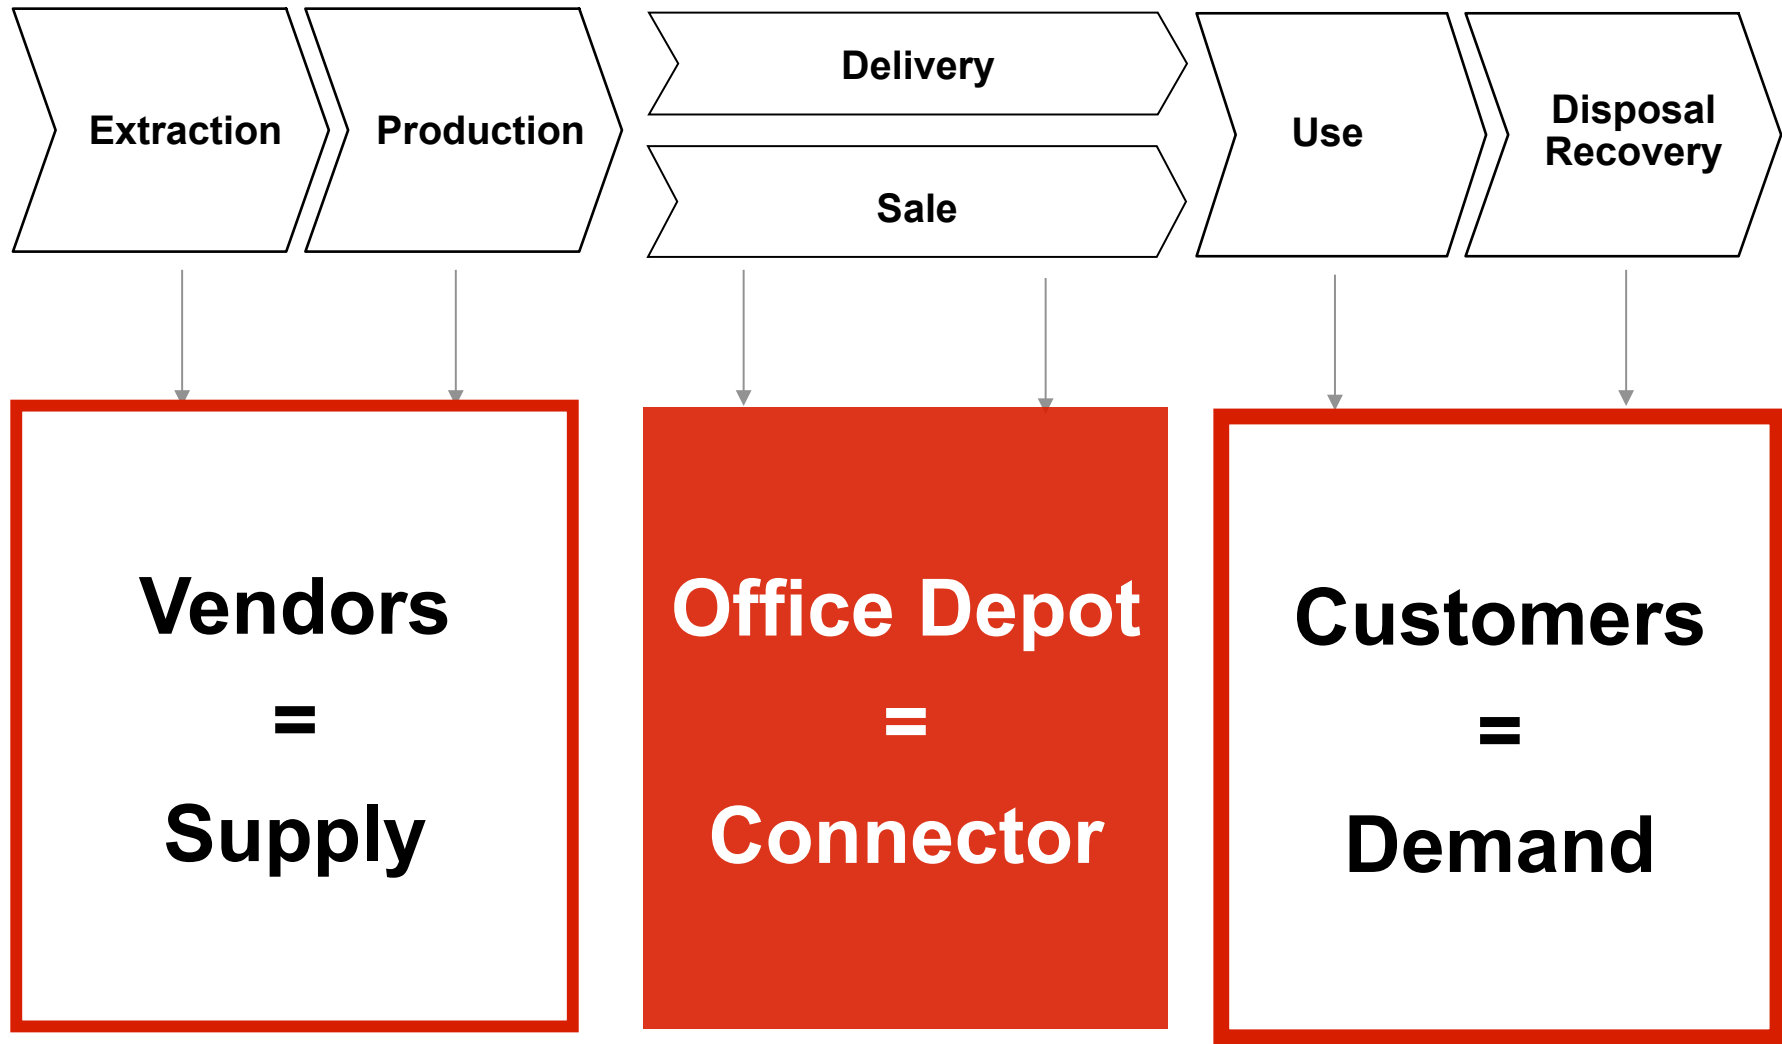 Extraction
Production
Delivery
Sale
Use
Disposal
Recovery
Vendors
=
Supply
Office Depot
=
Connector
Customers
=
Demand